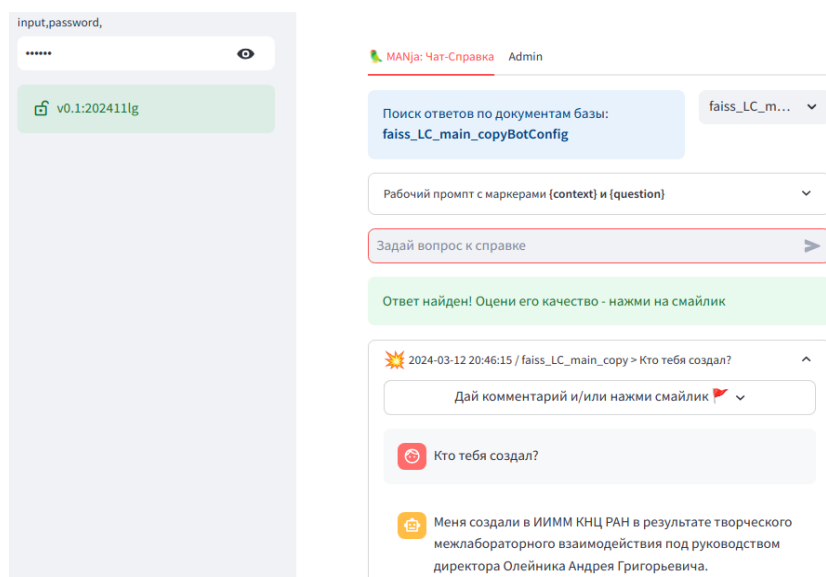 input,password,
••••••
v0.1:202411lg
MANja: Чат-Справка Admin
Поиск ответов по документам базы:
faiss_LC_main_copyBotConfig
faiss_LC_m...
Рабочий промпт с маркерами {context} и {question}
Задай вопрос к справке
Ответ найден! Оцени его качество - нажми на смайлик
2024-03-12 20:46:15 / faiss_LC_main_copy > Кто тебя создал?
Дай комментарий и/или нажми смайлик
Кто тебя создал?
Меня создали в ИИММ КНЦ РАН в результате творческого
межлабораторного взаимодействия под руководством
директора Олейника Андрея Григорьевича.